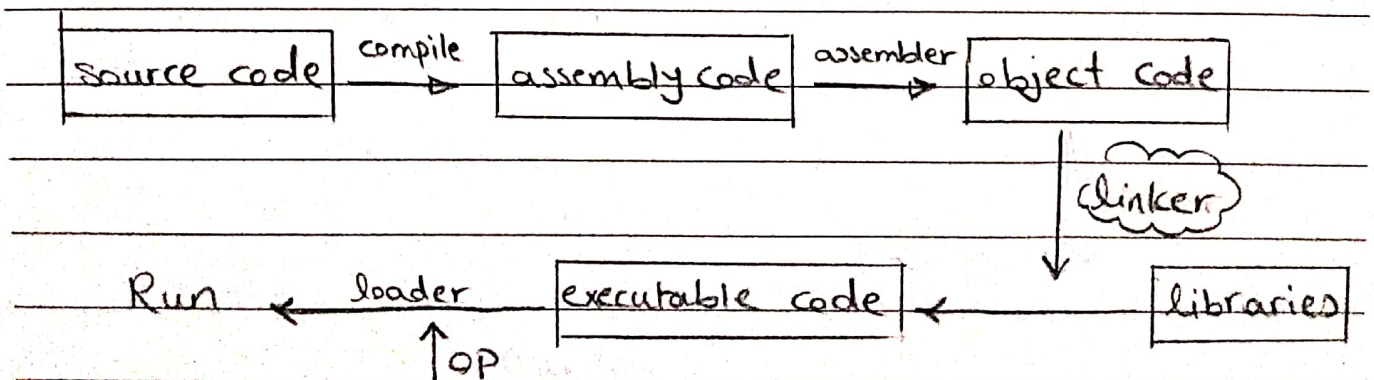 compile assembler
source code assembly code object code
linker
Run loader executable code libraries
OP